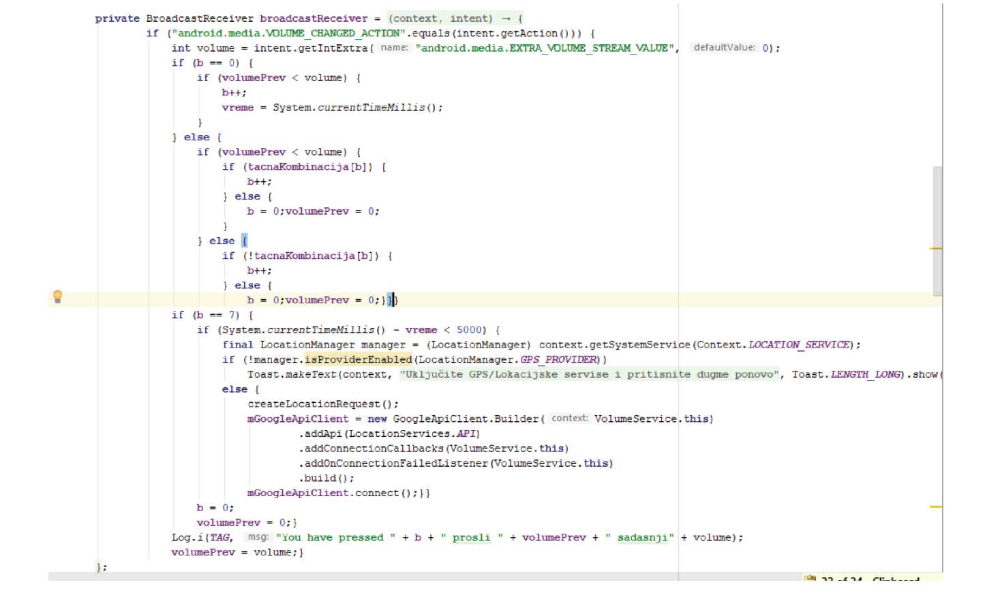 private BroadcastReceiver broadcastReceiver = (context, intent) → {
if ("android.media.VOLUME_CHANGED_ACTION".equals(intent.getAction())) {
int volume = intent.getIntExtra( name: "android.media.EXTRA_VOLUME_STREAM_VALUE", defaultValue: 0);
if (b == 0) {
if (volumePrev < volume) {
b++;
vreme = System.currentTimeMillis();
}
} else {
if (volumePrev < volume) {
if (tacnaKombinacija[b]) {
b++;
} else {
b = 0;volumePrev = 0;
}
} else {
if (!tacnaKombinacija[b]) {
b++;
} else {
b = 0;volumePrev = 0;}}}
if (b == 7) {
if (System.currentTimeMillis() - vreme < 5000) {
final LocationManager manager = (LocationManager) context.getSystemService(Context.LOCATION_SERVICE);
if (!manager.isProviderEnabled(LocationManager.GPS_PROVIDER))
Toast.makeText(context, "Uključite GPS/Lokacijske servise i pritisnite dugme ponovo", Toast.LENGTH_LONG).show(
else {
createLocationRequest();
mGoogleApiClient = new GoogleApiClient.Builder( context: VolumeService.this)
.addApi(LocationServices.API)
.addConnectionCallbacks(VolumeService.this)
.addOnConnectionFailedListener(VolumeService.this)
.build();
mGoogleApiClient.connect();}}
b = 0;
volumePrev = 0;}
Log.i(TAG, msg: "You have pressed " + b + " prosli " + volumePrev + " sadasnji" + volume);
volumePrev = volume;}
};